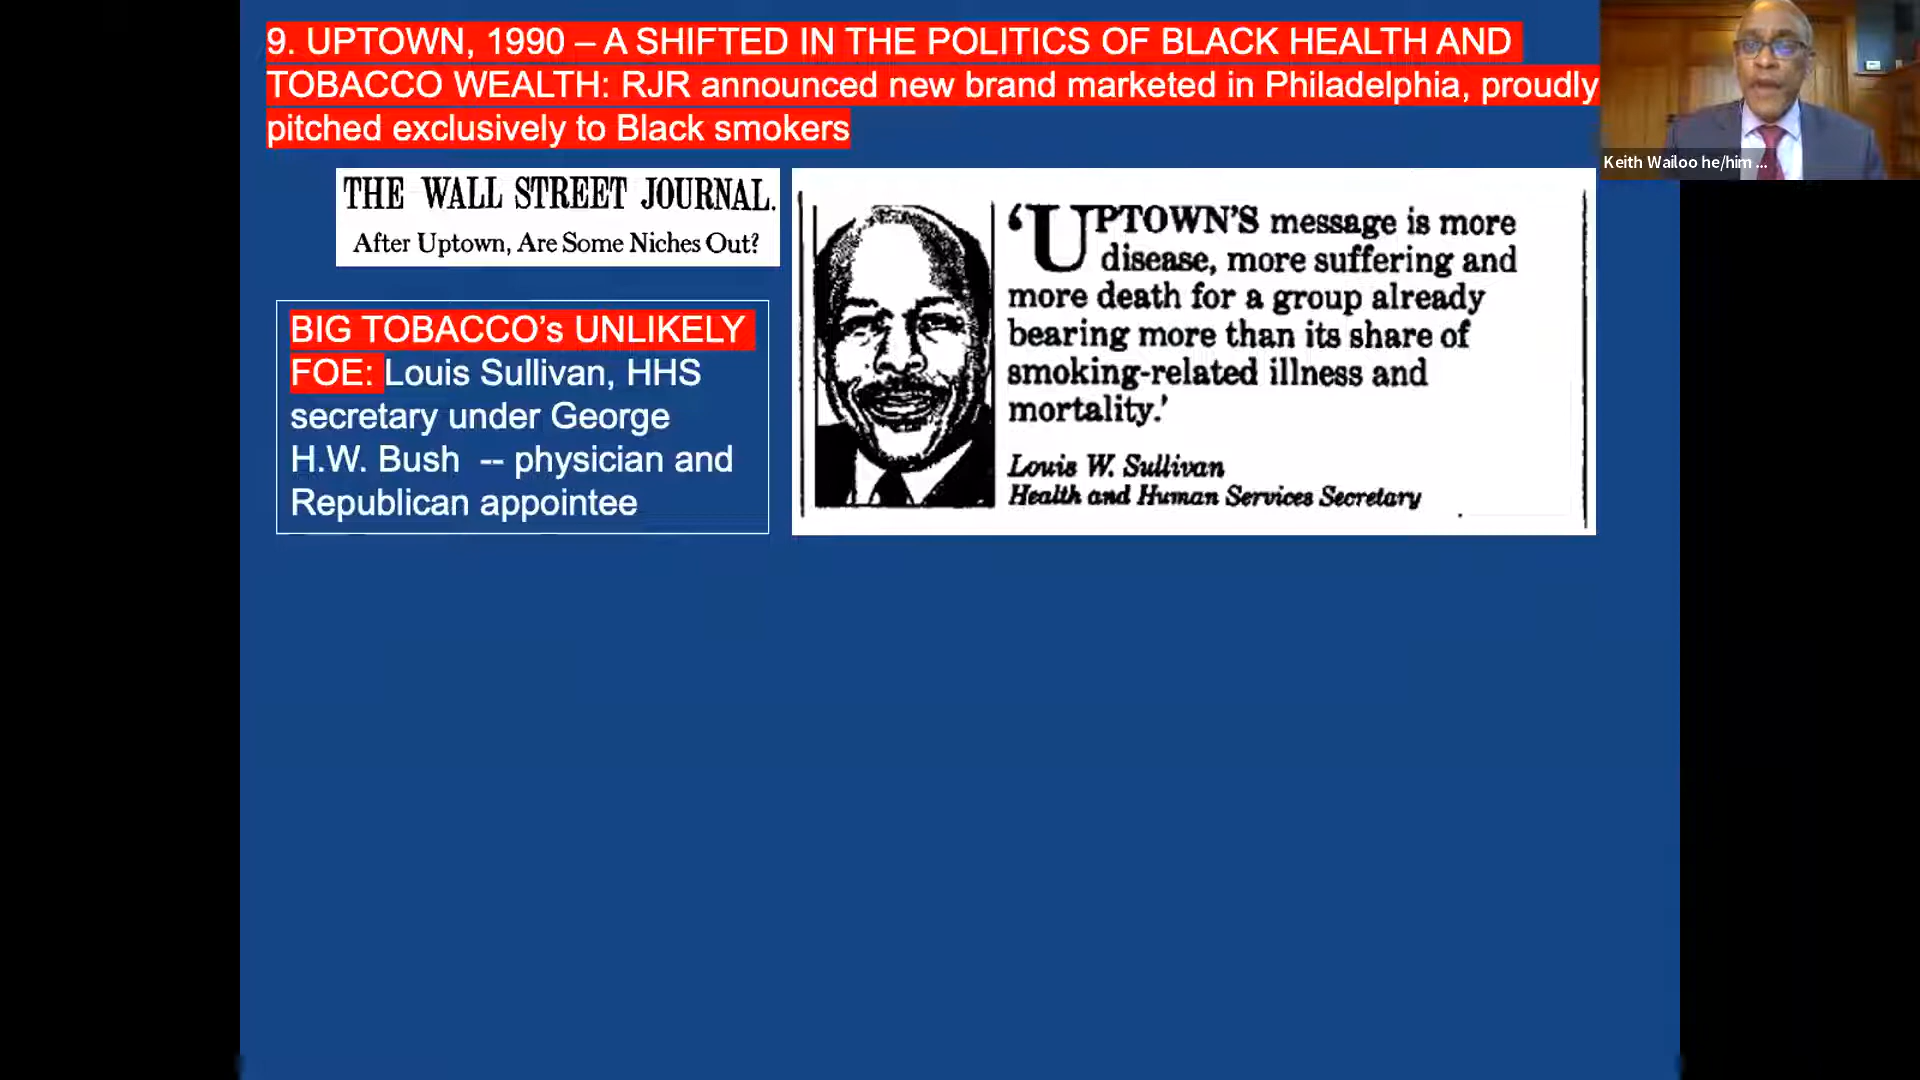 9. UPTOWN, 1990 – A SHIFTED IN THE POLITICS OF BLACK HEALTH AND
TOBACCO WEALTH: RJR announced new brand marketed in Philadelphia, proudly
pitched exclusively to Black smokers
Keith Wailoo he/him ...
THE WALL STREET JOURNAL.
After Uptown, Are Some Niches Out?
BIG TOBACCO’s UNLIKELY
FOE: Louis Sullivan, HHS
secretary under George
H.W. Bush -- physician and
Republican appointee
‘UPTOWN’S message is more
disease, more suffering and
more death for a group already
bearing more than its share of
smoking-related illness and
mortality.’
Louis W. Sullivan
Health and Human Services Secretary